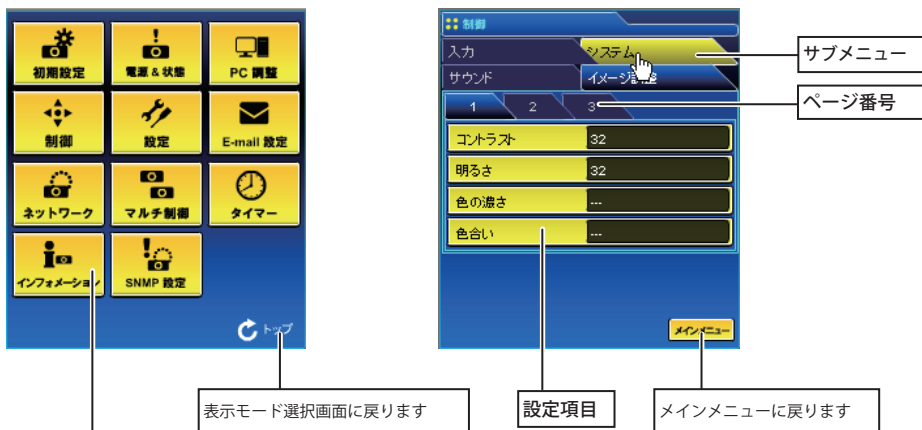 初期設定
電源 & 状態
PC 調整
制御
設定
E-mail 設定
ネットワーク
マルチ制御
タイマー
インフォメーション
SNMP 設定
トップ
表示モード選択画面に戻ります
制御
入力
システム
サウンド
イメージ調整
1
2
3
コントラスト
32
明るさ
32
色の濃さ
---
色合い
---
メインメニュー
サブメニュー
ページ番号
設定項目
メインメニューに戻ります